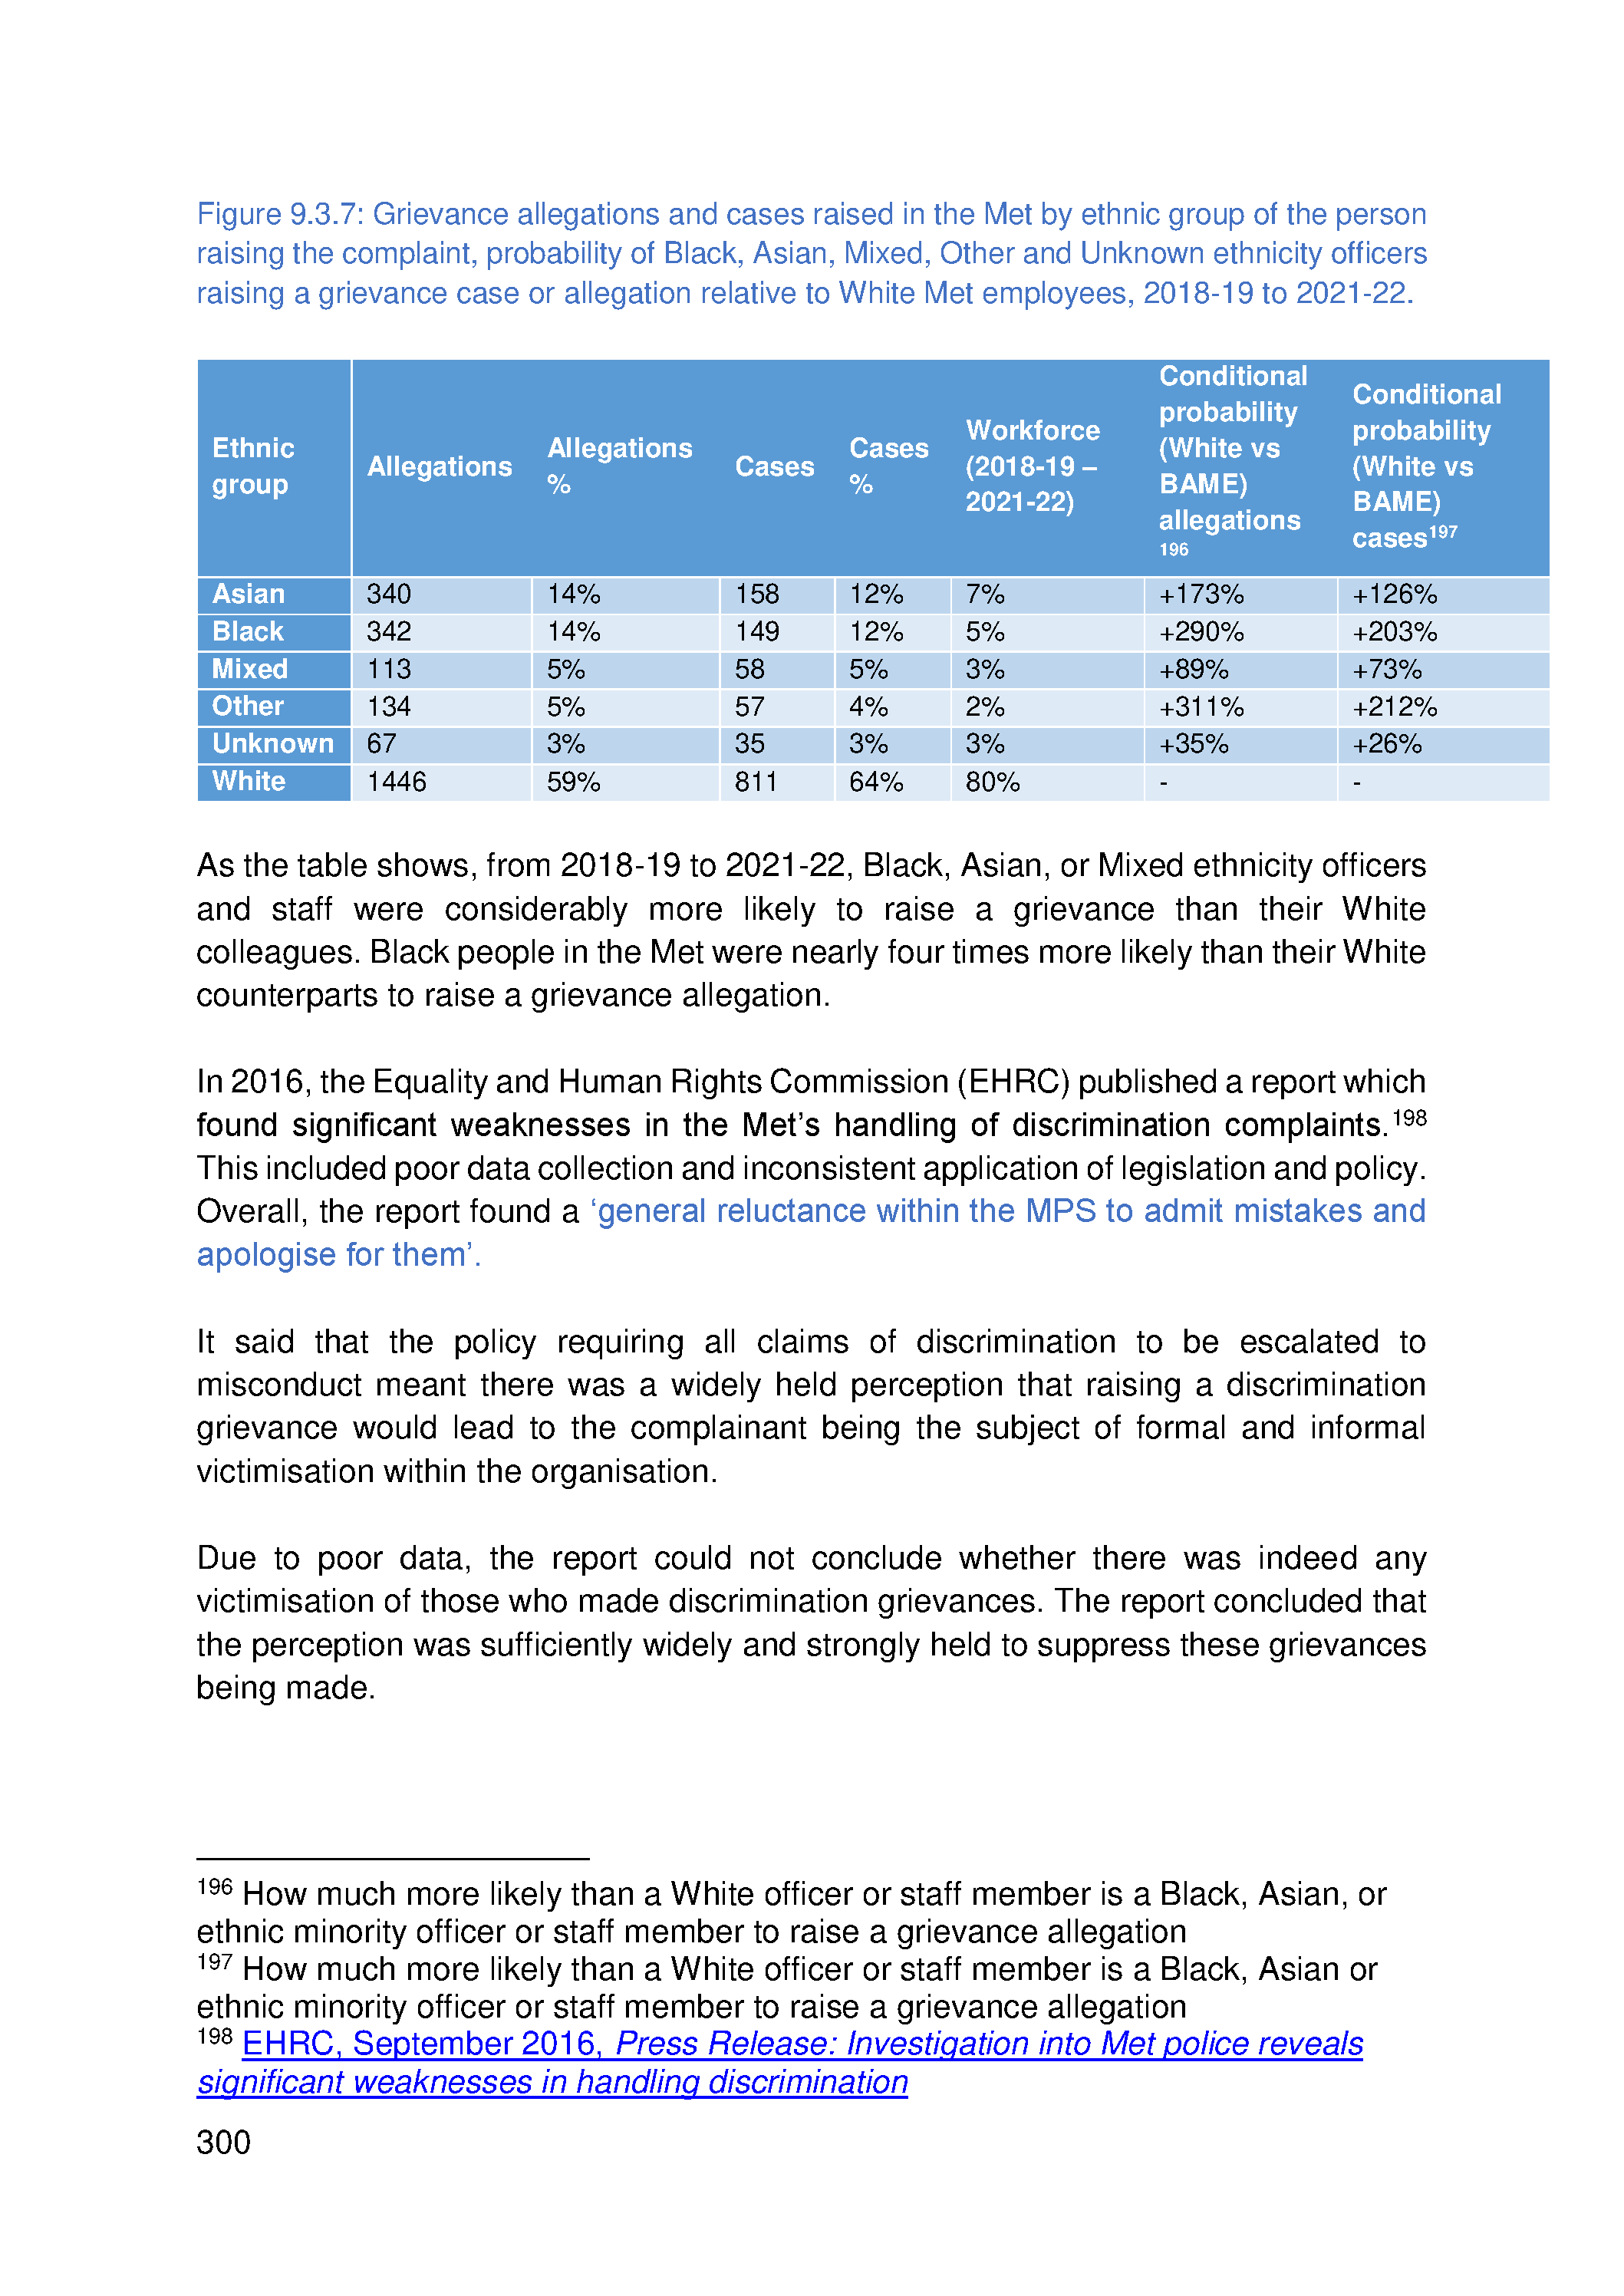 Figure 9.3.7: Grievance allegations and cases raised in the Met by ethnic group of the person
raising the complaint, probability of Black, Asian, Mixed, Other and Unknown ethnicity officers
raising a grievance case or allegation relative to White Met employees, 2018-19 to 2021-22.
Ethnic group Allegations Allegations % Cases Cases % Workforce (2018-19 – 2021-22) Conditional probability (White vs BAME) allegations 196 Conditional probability (White vs BAME) cases197
Asian 340 14% 158 12% 7% +173% +126%
Black 342 14% 149 12% 5% +290% +203%
Mixed 113 5% 58 5% 3% +89% +73%
Other 134 5% 57 4% 2% +311% +212%
Unknown 67 3% 35 3% 3% +35% +26%
White 1446 59% 811 64% 80% - -
As the table shows, from 2018-19 to 2021-22, Black, Asian, or Mixed ethnicity officers
and staff were considerably more likely to raise a grievance than their White
colleagues. Black people in the Met were nearly four times more likely than their White
counterparts to raise a grievance allegation.
In 2016, the Equality and Human Rights Commission (EHRC) published a report which
found significant weaknesses in the Met’s handling of discrimination complaints.198
This included poor data collection and inconsistent application of legislation and policy.
Overall, the report found a ‘general reluctance within the MPS to admit mistakes and
apologise for them’.
It said that the policy requiring all claims of discrimination to be escalated to
misconduct meant there was a widely held perception that raising a discrimination
grievance would lead to the complainant being the subject of formal and informal
victimisation within the organisation.
Due to poor data, the report could not conclude whether there was indeed any
victimisation of those who made discrimination grievances. The report concluded that
the perception was sufficiently widely and strongly held to suppress these grievances
being made.
196 How much more likely than a White officer or staff member is a Black, Asian, or
ethnic minority officer or staff member to raise a grievance allegation
197 How much more likely than a White officer or staff member is a Black, Asian or
ethnic minority officer or staff member to raise a grievance allegation
198 EHRC, September 2016, Press Release: Investigation into Met police reveals
significant weaknesses in handling discrimination
300